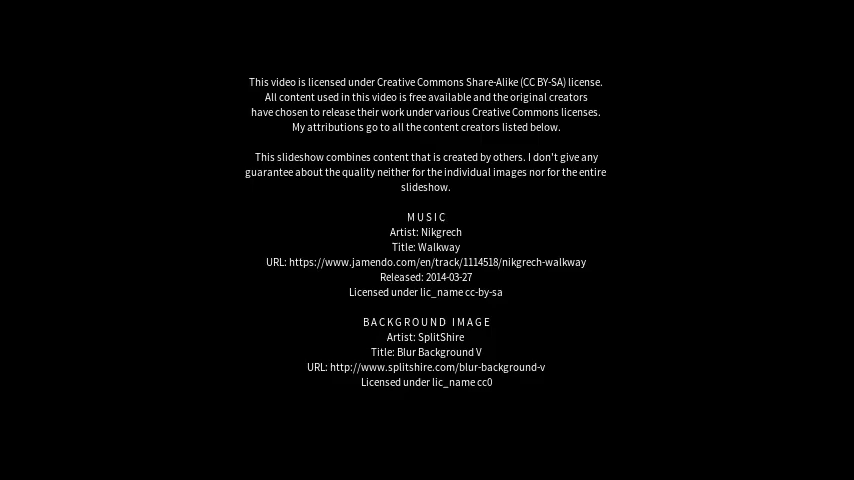 This video is licensed under Creative Commons Share-Alike (CC BY-SA) license.
All content used in this video is free available and the original creators
have chosen to release their work under various Creative Commons licenses.
My attributions go to all the content creators listed below.
This slideshow combines content that is created by others. I don't give any
guarantee about the quality neither for the individual images nor for the entire
slideshow.
M U S I C
Artist: Nikgrech
Title: Walkway
URL: https://www.jamendo.com/en/track/1114518/nikgrech-walkway
Released: 2014-03-27
Licensed under lic_name cc-by-sa
B A C K G R O U N D   I M A G E
Artist: SplitShire
Title: Blur Background V
URL: http://www.splitshire.com/blur-background-v
Licensed under lic_name cc0